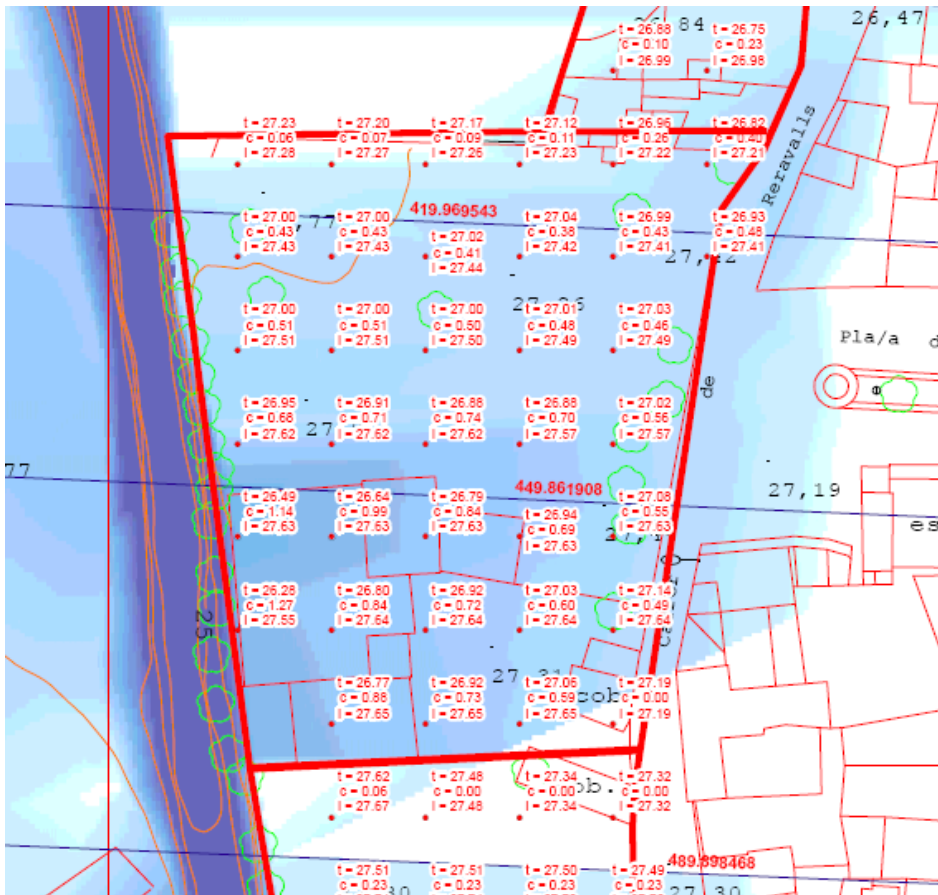 26,84
26,47
t = 26.88
c = 0.10
l = 26.99
t = 26.75
c = 0.23
l = 26.98
Reravalls
t = 27.23
c = 0.06
l = 27.28
t = 27.20
c = 0.07
l = 27.27
t = 27.17
c = 0.09
l = 27.26
t = 27.12
c = 0.11
l = 27.23
t = 26.96
c = 0.26
l = 27.22
t = 26.82
c = 0.40
l = 27.21
419.969543
t = 27.00
c = 0.43
l = 27.43
t = 27.00
c = 0.43
l = 27.43
t = 27.02
c = 0.41
l = 27.44
t = 27.04
c = 0.38
l = 27.42
t = 26.99
c = 0.43
l = 27.41
t = 26.93
c = 0.48
l = 27.41
t = 27.00
c = 0.51
l = 27.51
t = 27.00
c = 0.51
l = 27.51
t = 27.00
c = 0.50
l = 27.50
t = 27.01
c = 0.48
l = 27.49
t = 27.03
c = 0.46
l = 27.49
Pla/a d
de
t = 26.95
c = 0.68
l = 27.62
t = 26.91
c = 0.71
l = 27.62
t = 26.88
c = 0.74
l = 27.62
t = 26.88
c = 0.70
l = 27.57
t = 27.02
c = 0.56
l = 27.57
77
449.861908
27,19
es
t = 26.49
c = 1.14
l = 27.63
t = 26.64
c = 0.99
l = 27.63
t = 26.79
c = 0.84
l = 27.63
t = 26.94
c = 0.69
l = 27.63
t = 27.08
c = 0.55
l = 27.63
t = 26.28
c = 1.27
l = 27.55
t = 26.80
c = 0.84
l = 27.64
t = 26.92
c = 0.72
l = 27.64
t = 27.03
c = 0.60
l = 27.64
t = 27.14
c = 0.49
l = 27.64
25
t = 26.77
c = 0.88
l = 27.65
t = 26.92
c = 0.73
l = 27.65
t = 27.06
c = 0.59
l = 27.65
t = 27.19
c = 0.00
l = 27.19
cob.
t = 27.62
c = 0.06
l = 27.67
t = 27.48
c = 0.00
l = 27.48
t = 27.34
c = 0.00
l = 27.34
t = 27.32
c = 0.00
l = 27.32
489.898468
t = 27.51
c = 0.23
t = 27.51
c = 0.23
t = 27.50
c = 0.23
t = 27.49
c = 0.23
27,30